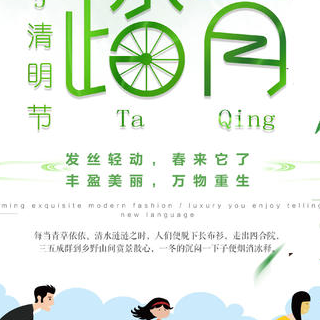 清明节
踏青
Ta Qing
发丝轻动，春来它了
丰盈美丽，万物重生
ming exquisite modern fashion / luxury you enjoy telling
new language
每当青草依依、清水涟涟之时，人们便脱下长布衫，走出四合院，
三五成群到乡野山间赏景散心，一冬的沉闷一下子便烟消冰释。